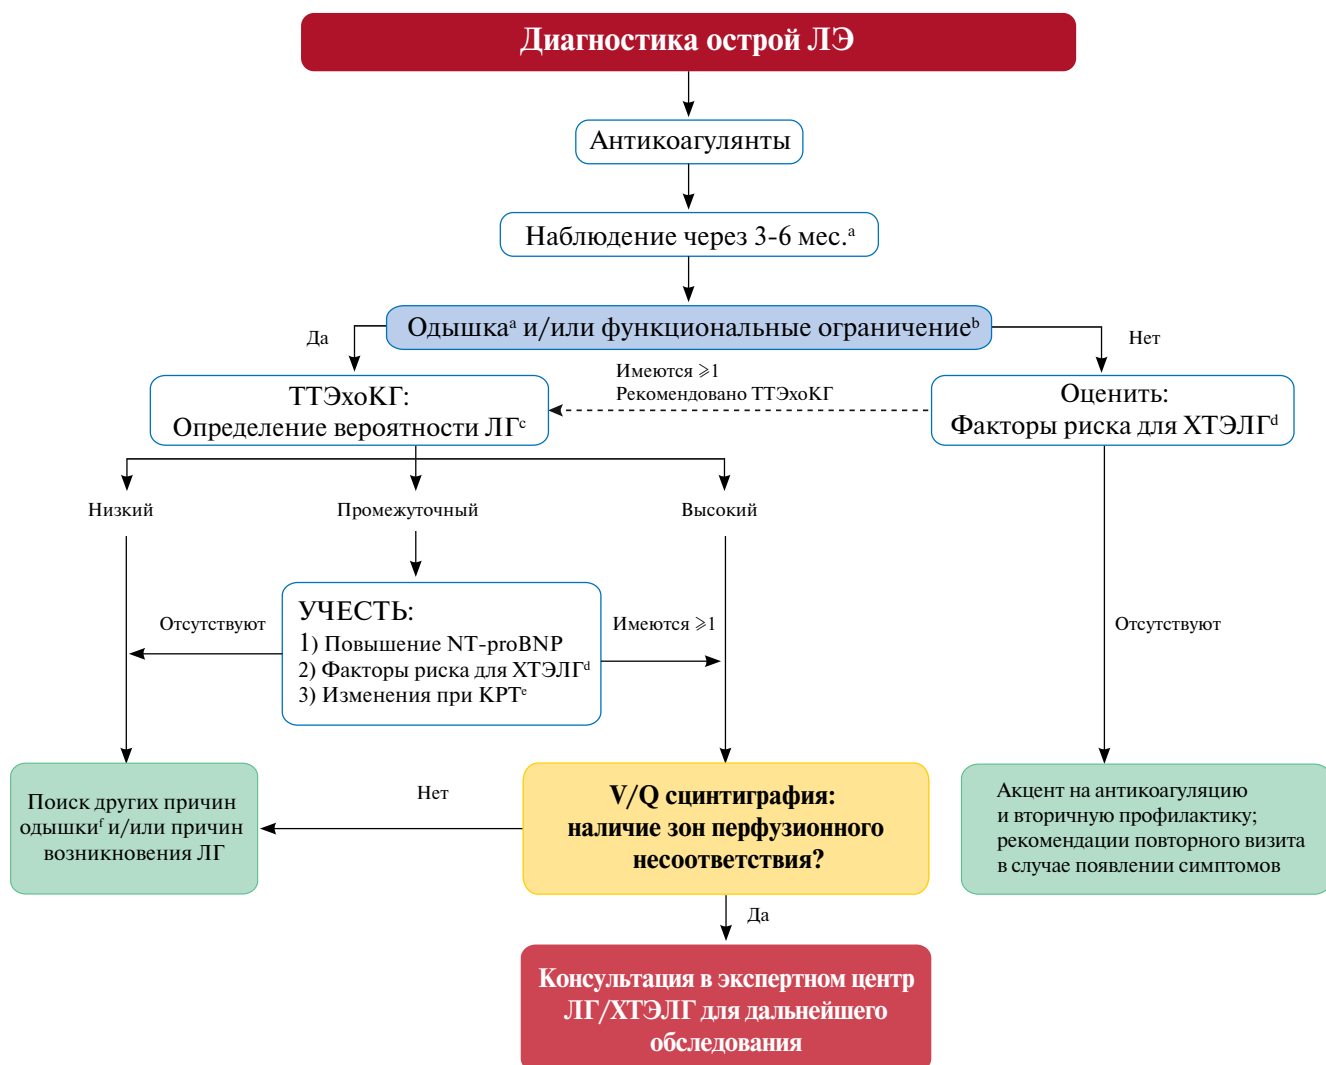 Диагностика острой ЛЭ
Антикоагулянты
Наблюдение через 3-6 мес.ᵃ
Одышкаᵃ и/или функциональные ограничениеᵇ
Да
Нет
ТТЭхоКГ:
Определение вероятности ЛГᶜ
Имеются ⩾1
Рекомендовано ТТЭхоКГ
Оценить:
Факторы риска для ХТЭЛГᵈ
Низкий
Промежуточный
Высокий
Отсутствуют
УЧЕСТЬ:
1) Повышение NT-proBNP
2) Факторы риска для ХТЭЛГᵈ
3) Изменения при КРТᵉ
Имеются ⩾1
Отсутствуют
Поиск других причин
одышкиᶠ и/или причин
возникновения ЛГ
Нет
V/Q сцинтиграфия:
наличие зон перфузионного
несоответствия?
Акцент на антикоагуляцию
и вторичную профилактику;
рекомендации повторного визита
в случае появлении симптомов
Да
Консультация в экспертном центр
ЛГ/ХТЭЛГ для дальнейшего
обследования